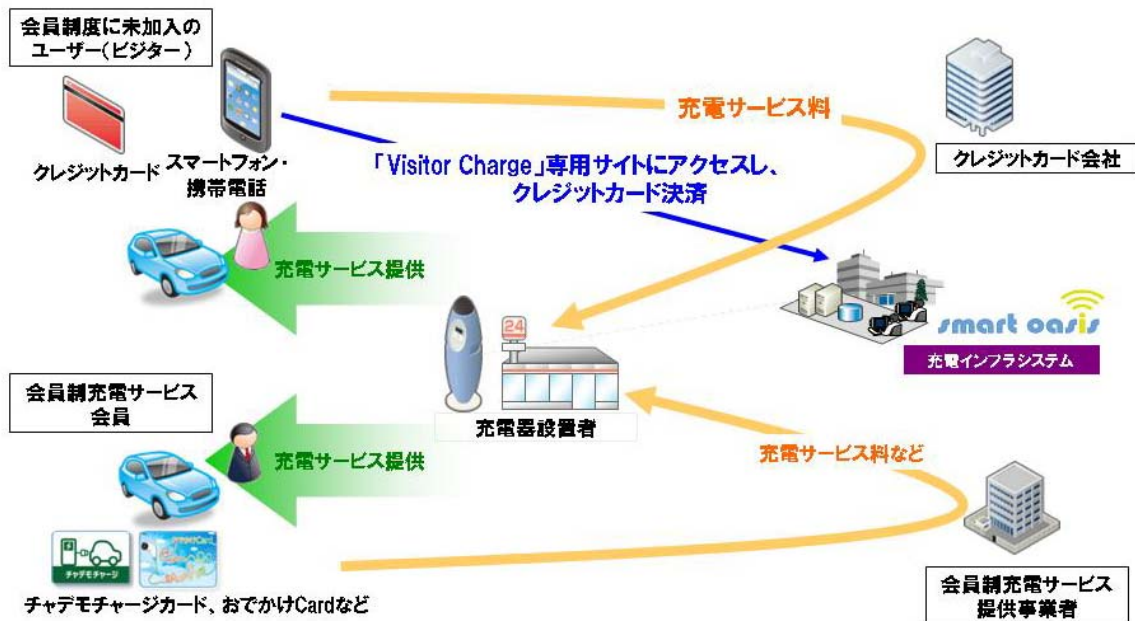 会員制度に未加入の
ユーザー(ビジター)
クレジットカード
スマートフォン・
携帯電話
充電サービス料
クレジットカード会社
「Visitor Charge」専用サイトにアクセスし、
クレジットカード決済
充電サービス提供
24
smart oasis
充電インフラシステム
充電器設置者
会員制充電サービス
会員
充電サービス提供
充電サービス料など
チャデモチャージ
チャデモチャージカード、おでかけCardなど
会員制充電サービス
提供事業者